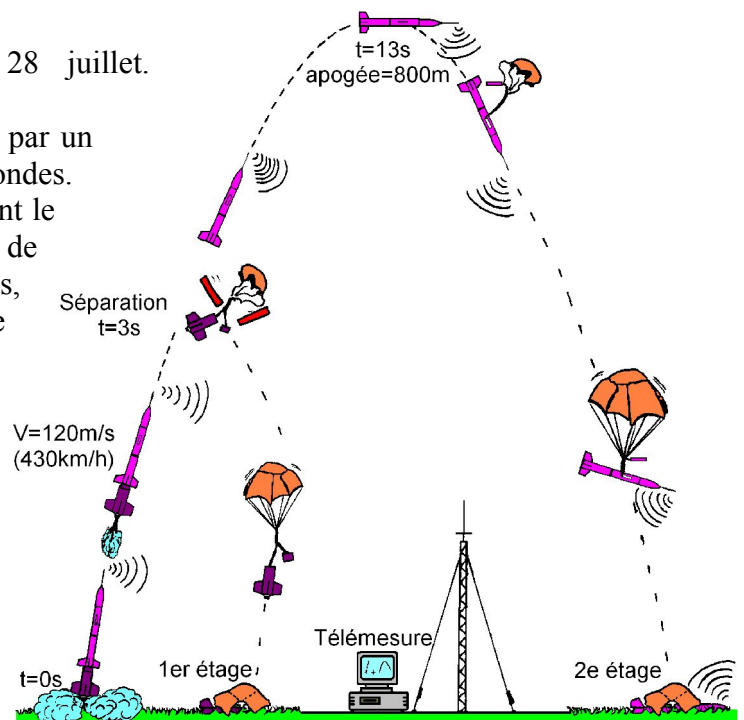 28 juillet.
par un
ondes.
nt le
de
s,
e
t=13s
apogée=800m
Séparation
t=3s
V=120m/s
(430km/h)
t=0s
1er étage
Télémesure
2e étage